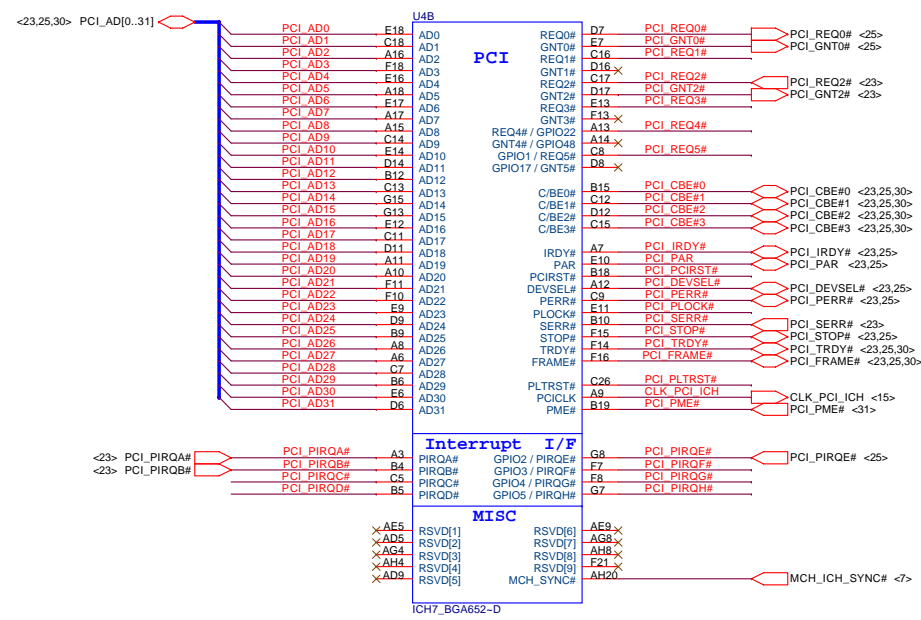 U4B
<23,25,30> PCI_AD[0..31]
PCI
PCI_AD0 E18 AD0 REQ0# D7 PCI_REQ0# PCI_REQ0# <25>
PCI_AD1 C18 AD1 GNT0# E7 PCI_GNT0# PCI_GNT0# <25>
PCI_AD2 A16 AD2 REQ1# C16 PCI_REQ1#
PCI_AD3 F18 AD3 GNT1# D16
PCI_AD4 E16 AD4 REQ2# C17 PCI_REQ2# PCI_REQ2# <23>
PCI_AD5 A18 AD5 GNT2# D17 PCI_GNT2# PCI_GNT2# <23>
PCI_AD6 E17 AD6 REQ3# E13 PCI_REQ3#
PCI_AD7 A17 AD7 GNT3# F13
PCI_AD8 A15 AD8 REQ4# / GPIO22 A13 PCI_REQ4#
PCI_AD9 C14 AD9 GNT4# / GPIO48 A14
PCI_AD10 E14 AD10 GPIO1 / REQ5# C8 PCI_REQ5#
PCI_AD11 D14 AD11 GPIO17 / GNT5# D8
PCI_AD12 B12 AD12
PCI_AD13 C13 AD13 C/BE0# B15 PCI_CBE#0 PCI_CBE#0 <23,25,30>
PCI_AD14 G15 AD14 C/BE1# C12 PCI_CBE#1 PCI_CBE#1 <23,25,30>
PCI_AD15 G13 AD15 C/BE2# D12 PCI_CBE#2 PCI_CBE#2 <23,25,30>
PCI_AD16 E12 AD16 C/BE3# C15 PCI_CBE#3 PCI_CBE#3 <23,25,30>
PCI_AD17 C11 AD17
PCI_AD18 D11 AD18 IRDY# A7 PCI_IRDY# PCI_IRDY# <23,25>
PCI_AD19 A11 AD19 PAR E10 PCI_PAR PCI_PAR <23,25>
PCI_AD20 A10 AD20 PCIRST# B18 PCI_PCIRST#
PCI_AD21 F11 AD21 DEVSEL# A12 PCI_DEVSEL# PCI_DEVSEL# <23,25>
PCI_AD22 F10 AD22 PERR# C9 PCI_PERR# PCI_PERR# <23,25>
PCI_AD23 E9 AD23 PLOCK# E11 PCI_PLOCK#
PCI_AD24 D9 AD24 SERR# B10 PCI_SERR# PCI_SERR# <23>
PCI_AD25 B9 AD25 STOP# F15 PCI_STOP# PCI_STOP# <23,25>
PCI_AD26 A8 AD26 TRDY# F14 PCI_TRDY# PCI_TRDY# <23,25,30>
PCI_AD27 A6 AD27 FRAME# F16 PCI_FRAME# PCI_FRAME# <23,25,30>
PCI_AD28 C7 AD28
PCI_AD29 B6 AD29 PLTRST# C26 PCI_PLTRST#
PCI_AD30 E6 AD30 PCICLK A9 CLK_PCI_ICH CLK_PCI_ICH <15>
PCI_AD31 D6 AD31 PME# B19 PCI_PME# PCI_PME# <31>
Interrupt I/F
<23> PCI_PIRQA# PCI_PIRQA# A3 PIRQA# GPIO2 / PIRQE# G8 PCI_PIRQE# PCI_PIRQE# <25>
<23> PCI_PIRQB# PCI_PIRQB# B4 PIRQB# GPIO3 / PIRQF# F7 PCI_PIRQF#
PCI_PIRQC# C5 PIRQC# GPIO4 / PIRQG# F8 PCI_PIRQG#
PCI_PIRQD# B5 PIRQD# GPIO5 / PIRQH# G7 PCI_PIRQH#
MISC
AE5 RSVD[1] RSVD[6] AE9
AD5 RSVD[2] RSVD[7] AG8
AG4 RSVD[3] RSVD[8] AH8
AH4 RSVD[4] RSVD[9] F21
AD9 RSVD[5] MCH_SYNC# AH20 MCH_ICH_SYNC# <7>
ICH7_BGA652~D